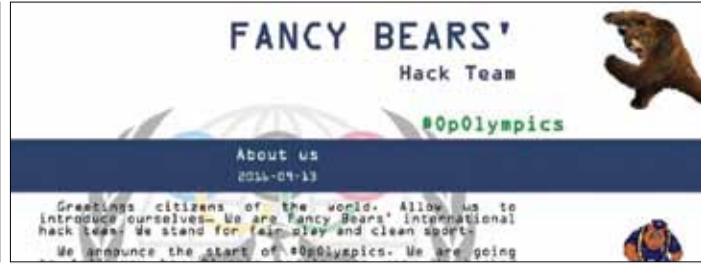 FANCY BEARS'
Hack Team
#OpOlympics
About us
2016-09-13
Greetings citizens of the world. Allow us to
introduce ourselves… We are Fancy Bears' international
hack team. We stand for fair play and clean sport.
We announce the start of #OpOlympics. We are going